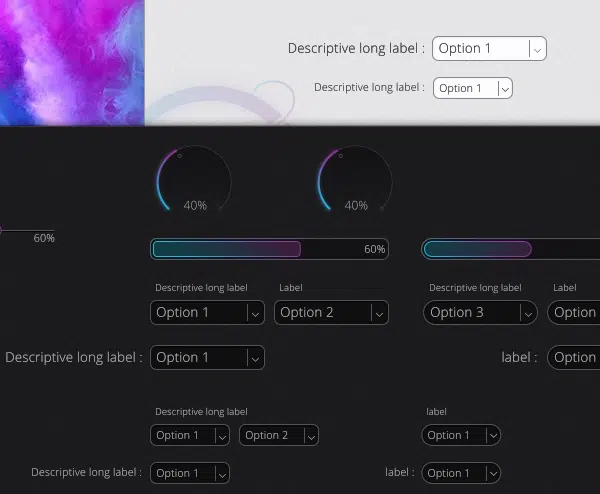 Descriptive long label : Option 1
Descriptive long label : Option 1
40% 40%
60%
60%
Descriptive long label Label Descriptive long label Label
Option 1 Option 2 Option 3 Option
Descriptive long label : Option 1 label : Option
Descriptive long label label
Option 1 Option 2 Option 1
Descriptive long label : Option 1 label : Option 1